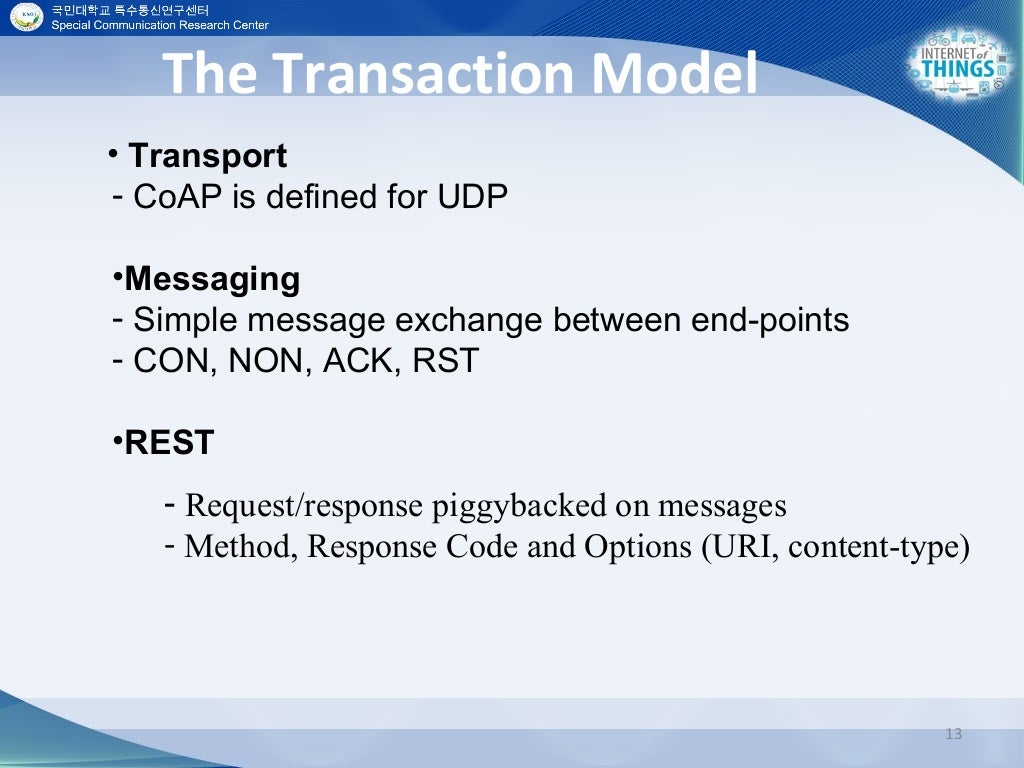 국민대학교 특수통신연구센터
Special Communication Research Center
KMU
INTERNET of
THINGS
The Transaction Model
• Transport
- CoAP is defined for UDP
•Messaging
- Simple message exchange between end-points
- CON, NON, ACK, RST
•REST
- Request/response piggybacked on messages
- Method, Response Code and Options (URI, content-type)
13